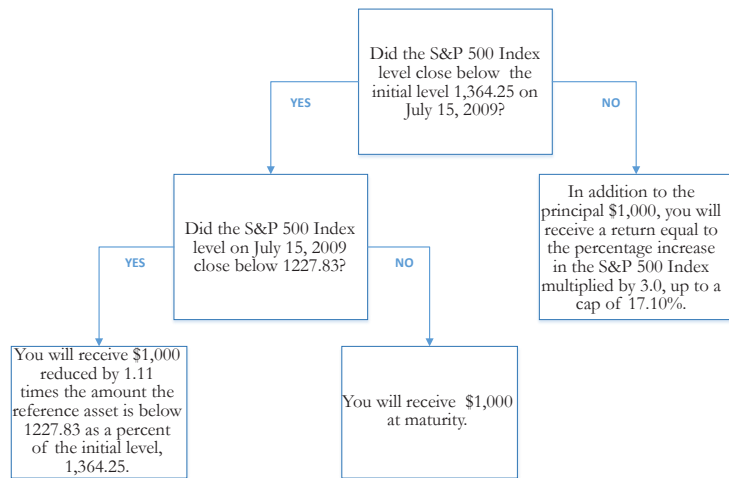 Did the S&P 500 Index
level close below the
initial level 1,364.25 on
July 15, 2009?
YES
NO
Did the S&P 500 Index
level on July 15, 2009
close below 1227.83?
In addition to the
principal $1,000, you will
receive a return equal to
the percentage increase
in the S&P 500 Index
multiplied by 3.0, up to a
cap of 17.10%.
YES
NO
You will receive $1,000
reduced by 1.11
times the amount the
reference asset is below
1227.83 as a percent
of the initial level,
1,364.25.
You will receive $1,000
at maturity.